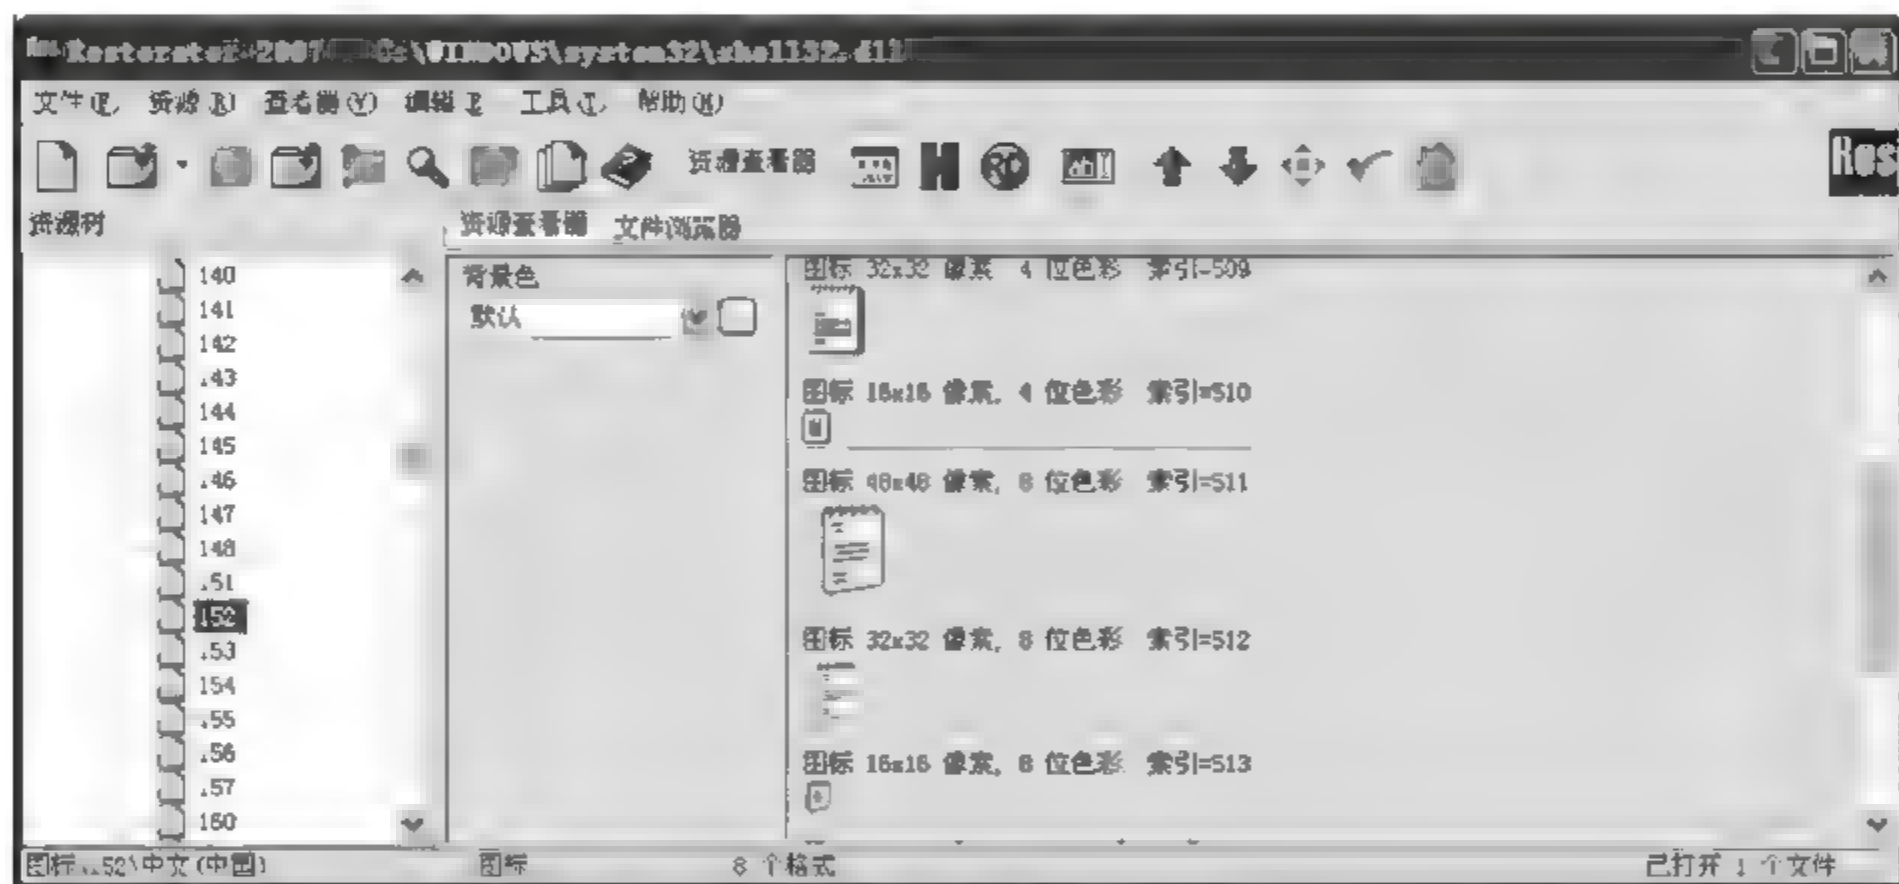 Restorator 2007 - C:\WINDOWS\system32\shell32.dll
文件(F) 资源(R) 查看器(V) 编辑(E) 工具(T) 帮助(H)
资源查看器
Res
资源树
资源查看器 文件浏览器
140
141
142
143
144
145
146
147
148
151
152
153
154
155
156
157
160
背景色
默认
图标 32x32 像素, 4 位色彩 索引=509
图标 16x16 像素, 4 位色彩 索引=510
图标 48x48 像素, 8 位色彩 索引=511
图标 32x32 像素, 8 位色彩 索引=512
图标 16x16 像素, 8 位色彩 索引=513
图标\152\中文(中国) 图标 8 个格式 已打开 1 个文件